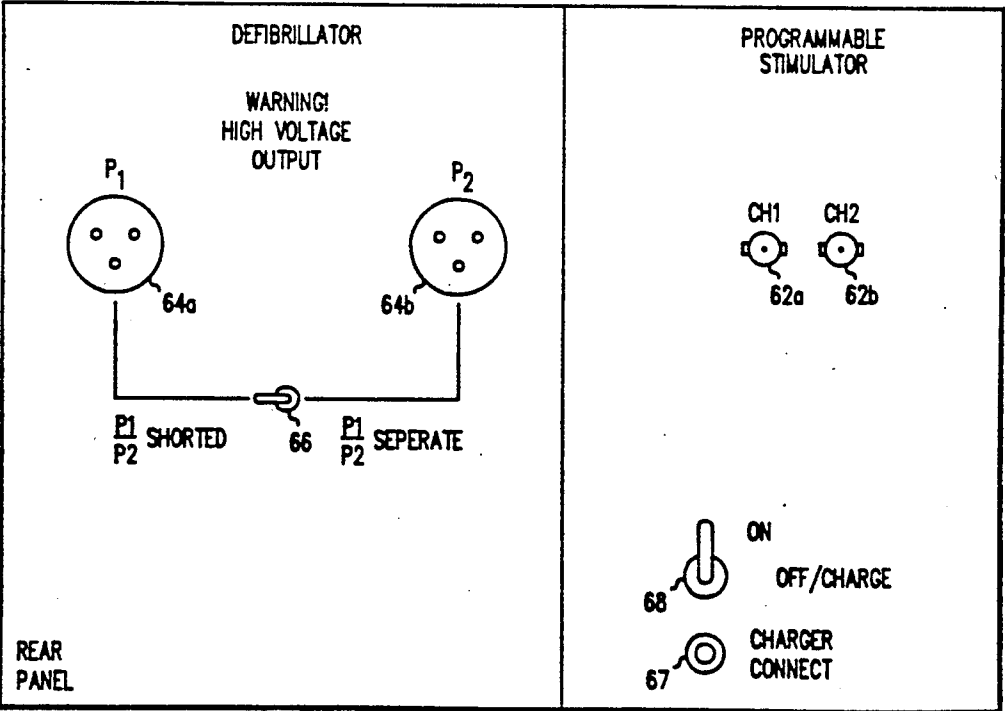 DEFIBRILLATOR
WARNING!
HIGH VOLTAGE
OUTPUT
P1
P2
64a
64b
P1
P2 SHORTED
66
P1
P2 SEPERATE
REAR
PANEL
PROGRAMMABLE
STIMULATOR
CH1 CH2
62a 62b
ON
OFF/CHARGE
68
CHARGER
CONNECT
67